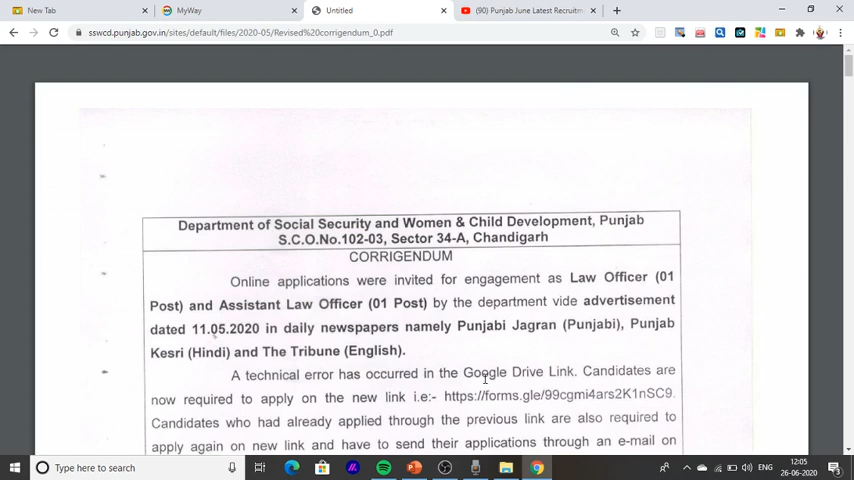 New Tab
MyWay
Untitled
(90) Punjab June Latest Recruitm
sswcd.punjab.gov.in/sites/default/files/2020-05/Revised%20corrigendum_0.pdf
Department of Social Security and Women & Child Development, Punjab
S.C.O.No.102-03, Sector 34-A, Chandigarh
CORRIGENDUM
Online applications were invited for engagement as Law Officer (01
Post) and Assistant Law Officer (01 Post) by the department vide advertisement
dated 11.05.2020 in daily newspapers namely Punjabi Jagran (Punjabi), Punjab
Kesri (Hindi) and The Tribune (English).
A technical error has occurred in the Google Drive Link. Candidates are
now required to apply on the new link i.e:- https://forms.gle/99cgmi4ars2K1nSC9.
Candidates who had already applied through the previous link are also required to
apply again on new link and have to send their applications through an e-mail on
Type here to search
ENG
12:05
26-06-2020
3